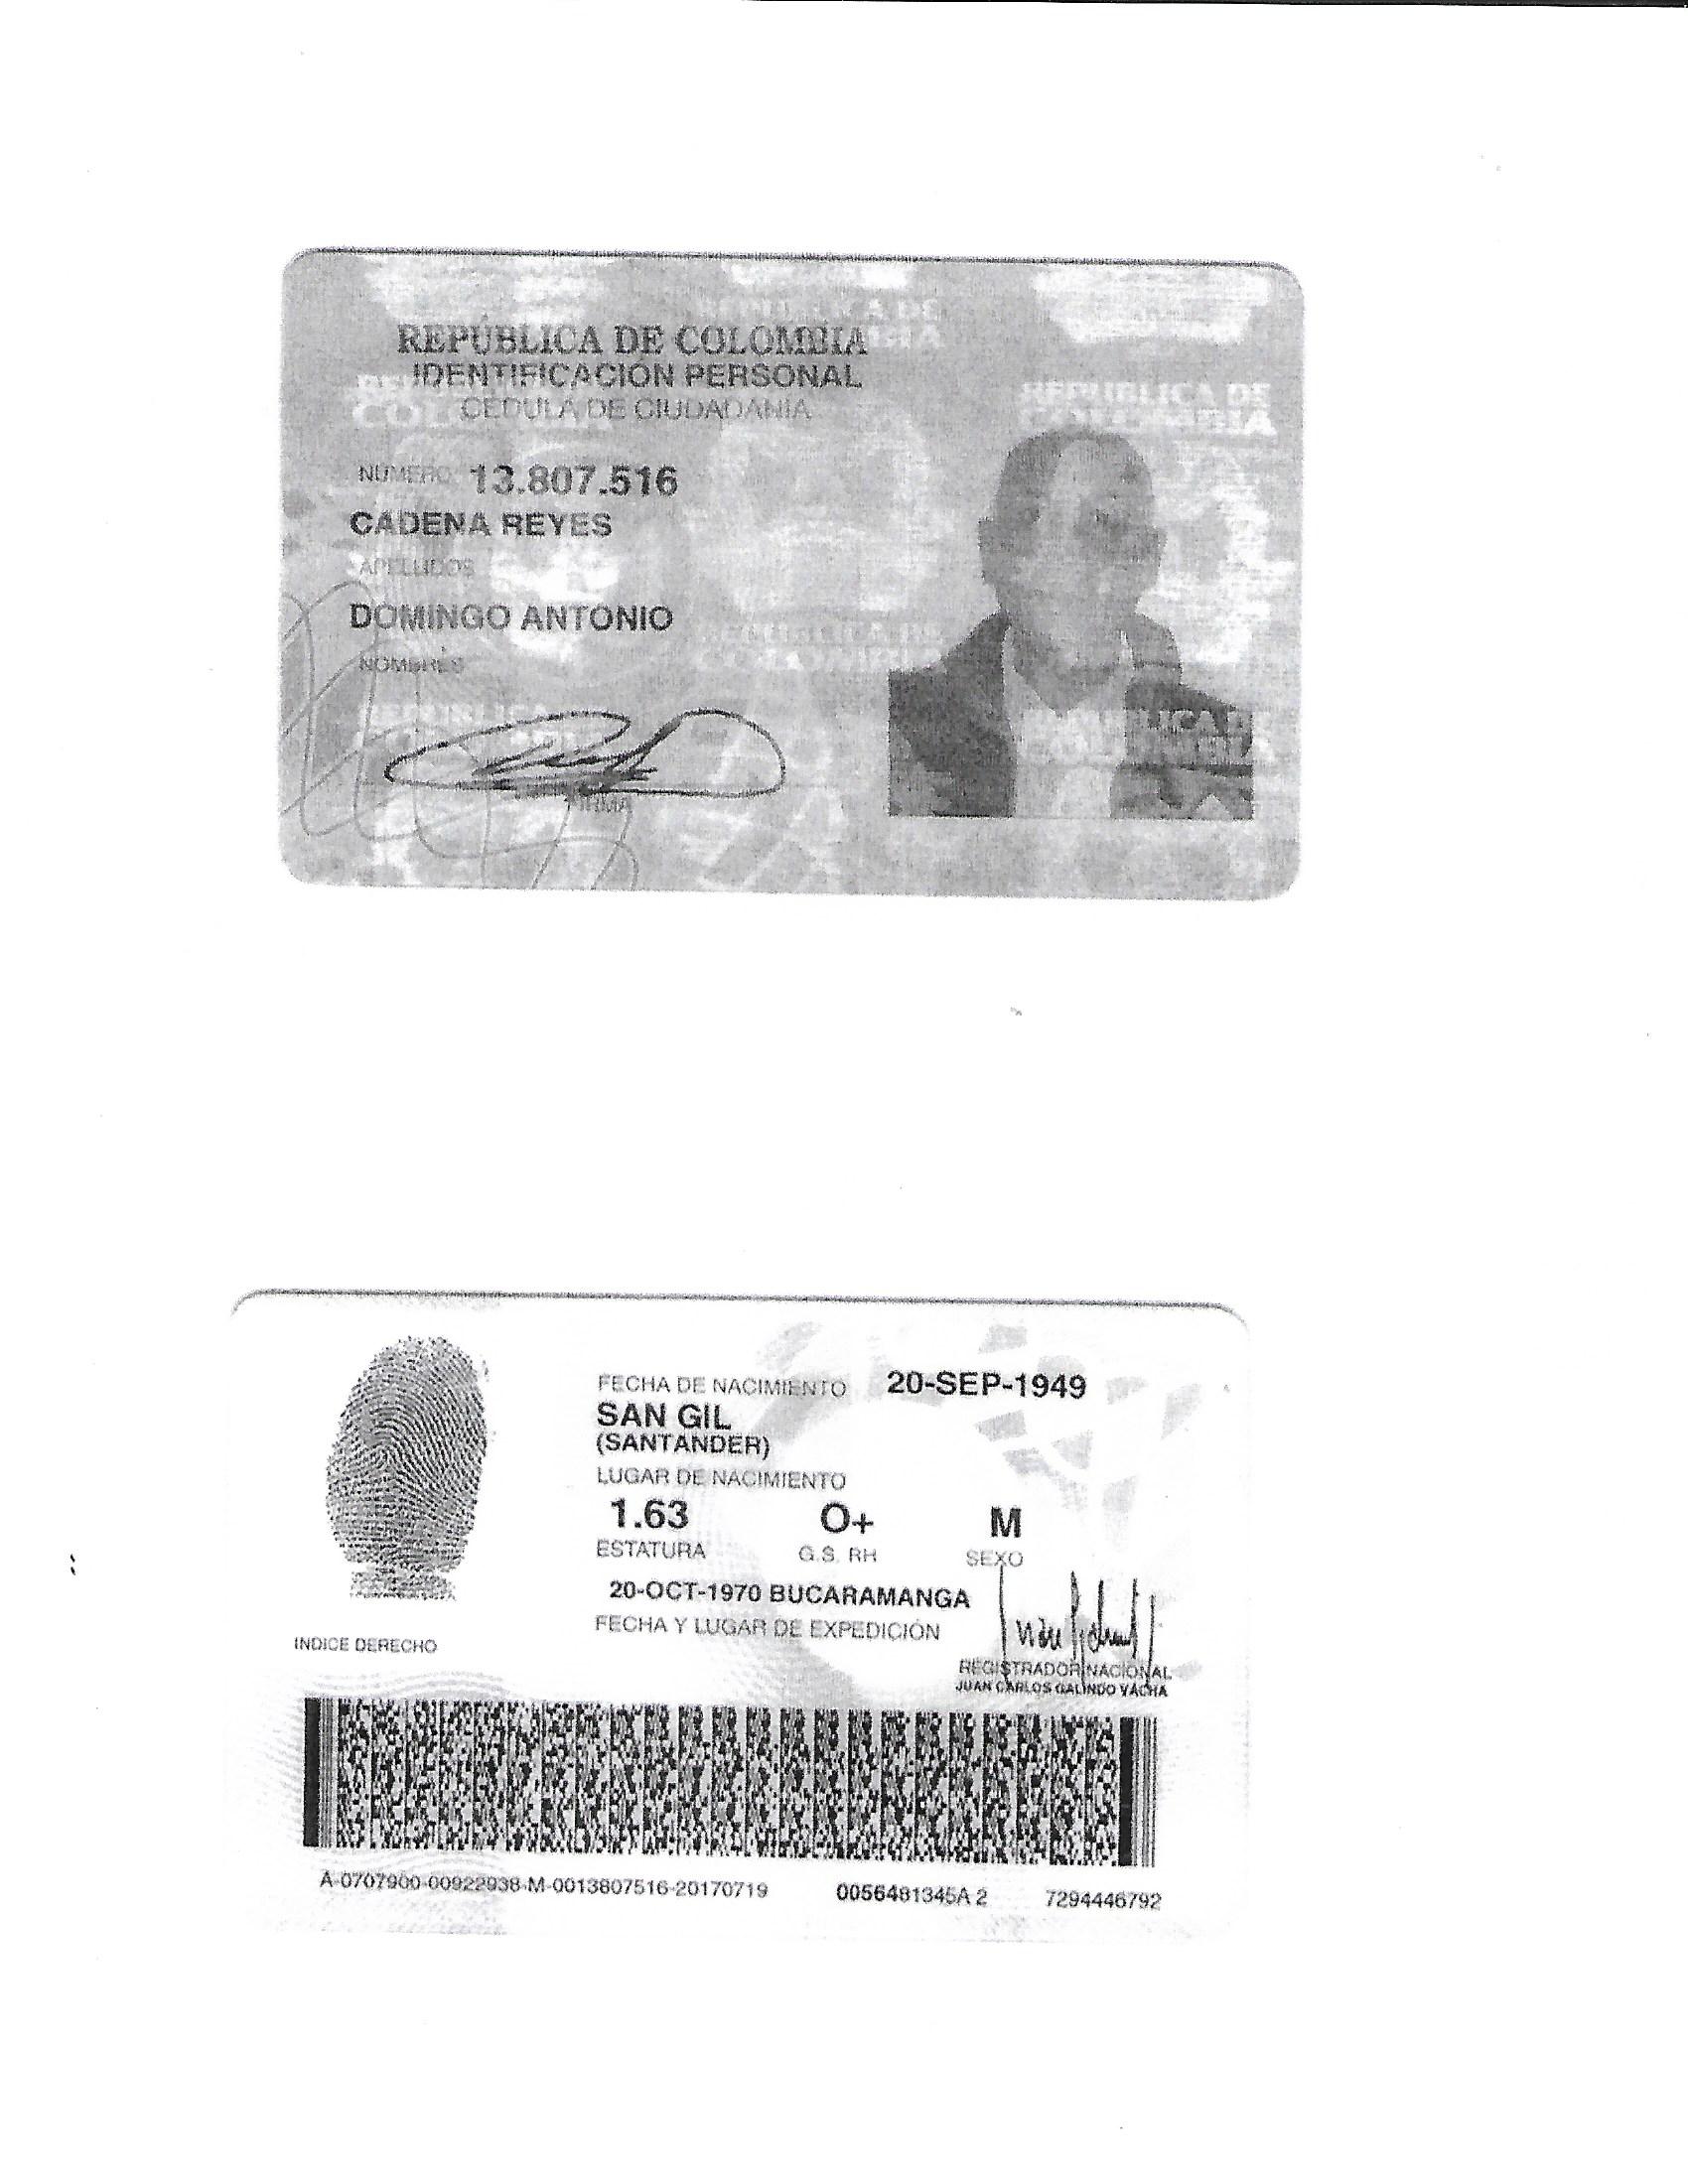 REPÚBLICA DE COLOMBIA
IDENTIFICACIÓN PERSONAL
CÉDULA DE CIUDADANÍA
NÚMERO 13.807.516
CADENA REYES
APELLIDOS
DOMINGO ANTONIO
NOMBRES
FIRMA
REPUBLICA DE
COLOMBIA
FECHA DE NACIMIENTO 20-SEP-1949
SAN GIL
(SANTANDER)
LUGAR DE NACIMIENTO
1.63 O+ M
ESTATURA G.S. RH SEXO
20-OCT-1970 BUCARAMANGA
FECHA Y LUGAR DE EXPEDICIÓN
INDICE DERECHO
REGISTRADOR NACIONAL
JUAN CARLOS GALINDO VACHA
A-0707900-00922938-M-0013807516-20170719 0056481345A 2 7294446792